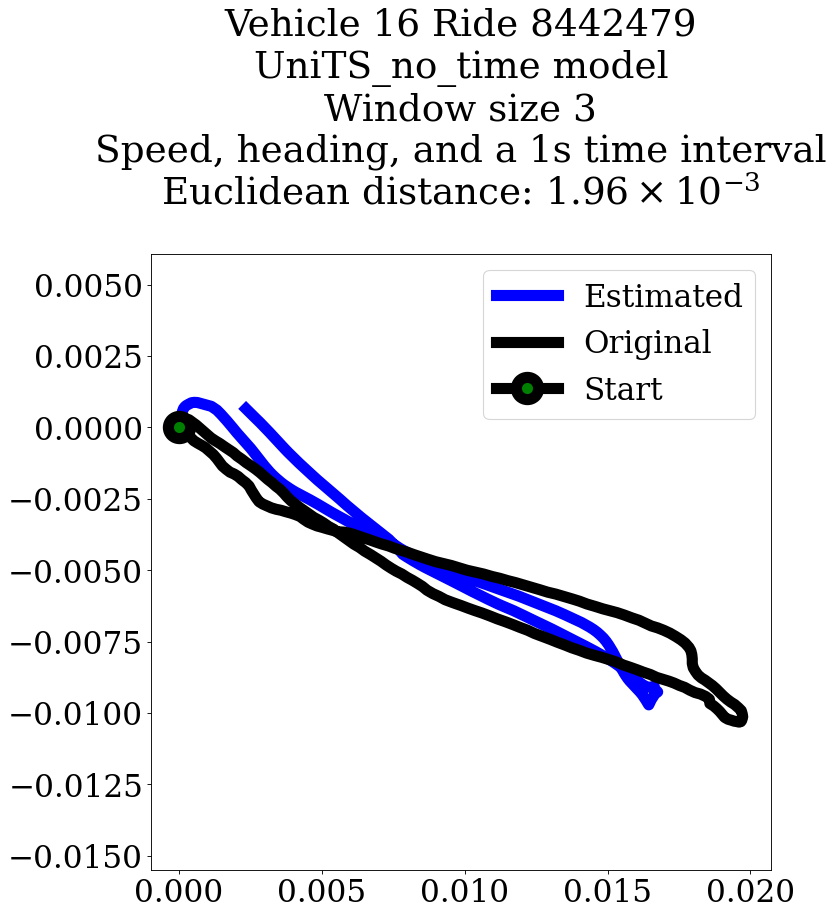 Vehicle 16 Ride 8442479
UniTS_no_time model
Window size 3
Speed, heading, and a 1s time interval
Euclidean distance: 1.96 × 10⁻³
Estimated
Original
Start
0.0050
0.0025
0.0000
−0.0025
−0.0050
−0.0075
−0.0100
−0.0125
−0.0150
0.000 0.005 0.010 0.015 0.020